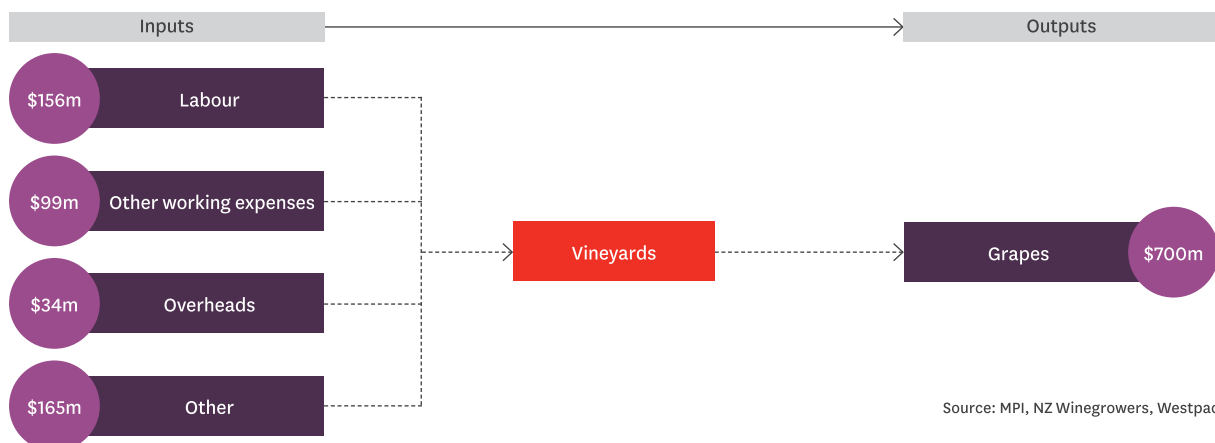 Inputs
Outputs
$156m
Labour
$99m
Other working expenses
$34m
Overheads
$165m
Other
Vineyards
Grapes
$700m
Source: MPI, NZ Winegrowers, Westpac